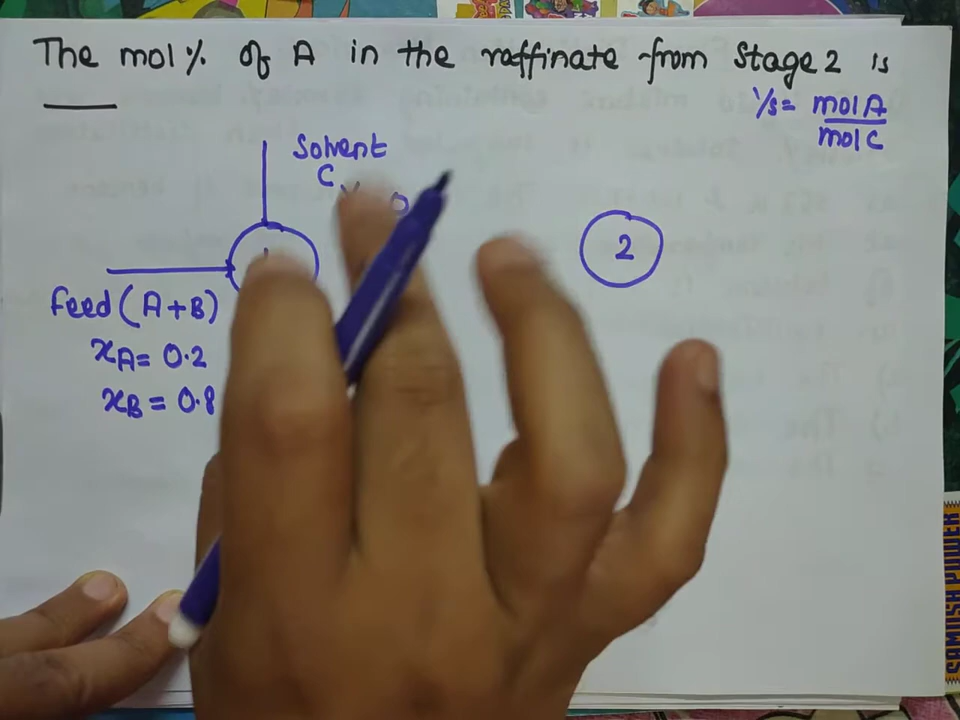 The mol% of A in the raffinate from Stage 2 is
Y/s = mol A
mol C
Solvent
C
2
Feed (A+B)
xA = 0.2
xB = 0.8